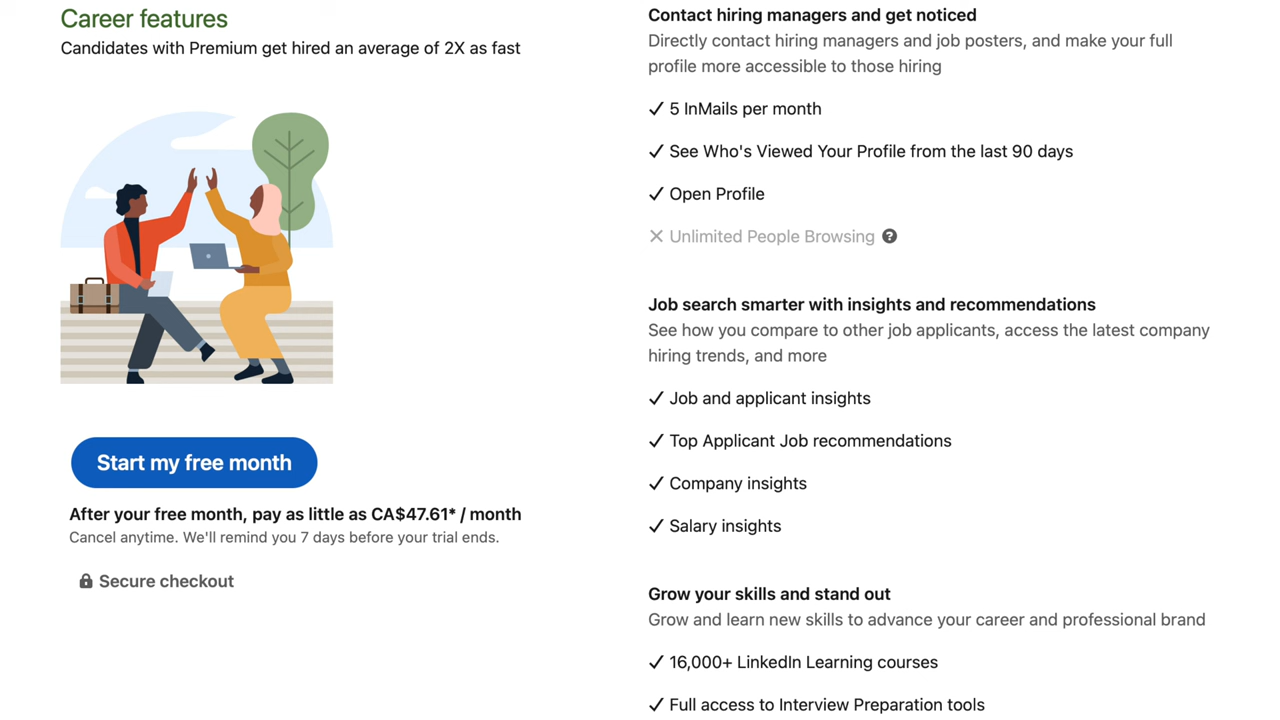 Career features
Candidates with Premium get hired an average of 2X as fast
Start my free month
After your free month, pay as little as CA$47.61* / month
Cancel anytime. We'll remind you 7 days before your trial ends.
Secure checkout
Contact hiring managers and get noticed
Directly contact hiring managers and job posters, and make your full
profile more accessible to those hiring
✓ 5 InMails per month
✓ See Who's Viewed Your Profile from the last 90 days
✓ Open Profile
✕ Unlimited People Browsing ?
Job search smarter with insights and recommendations
See how you compare to other job applicants, access the latest company
hiring trends, and more
✓ Job and applicant insights
✓ Top Applicant Job recommendations
✓ Company insights
✓ Salary insights
Grow your skills and stand out
Grow and learn new skills to advance your career and professional brand
✓ 16,000+ LinkedIn Learning courses
✓ Full access to Interview Preparation tools